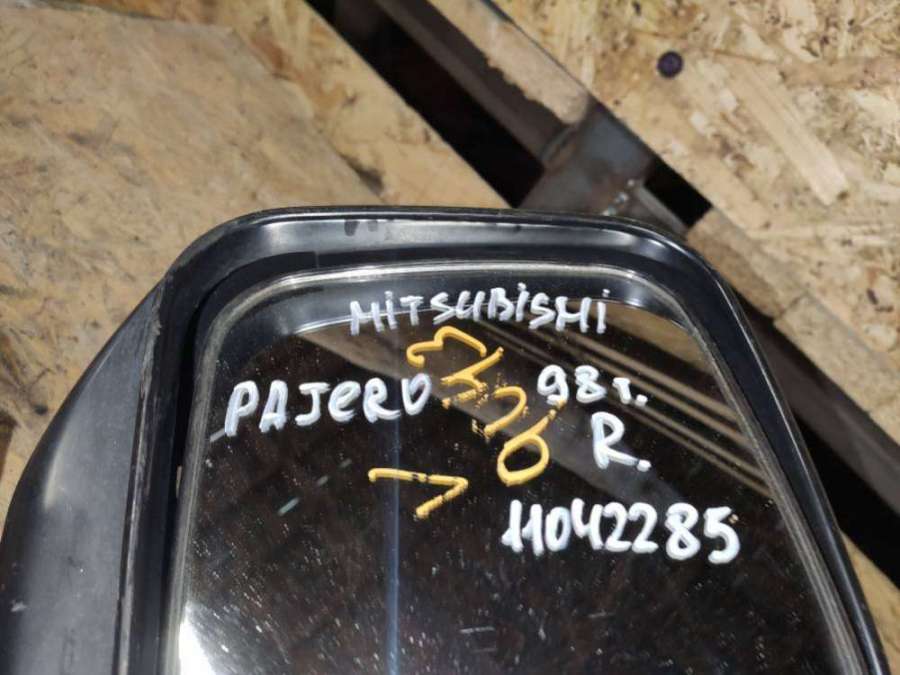 MITSUBISHI
PAJERO 98г.
R.
11042285